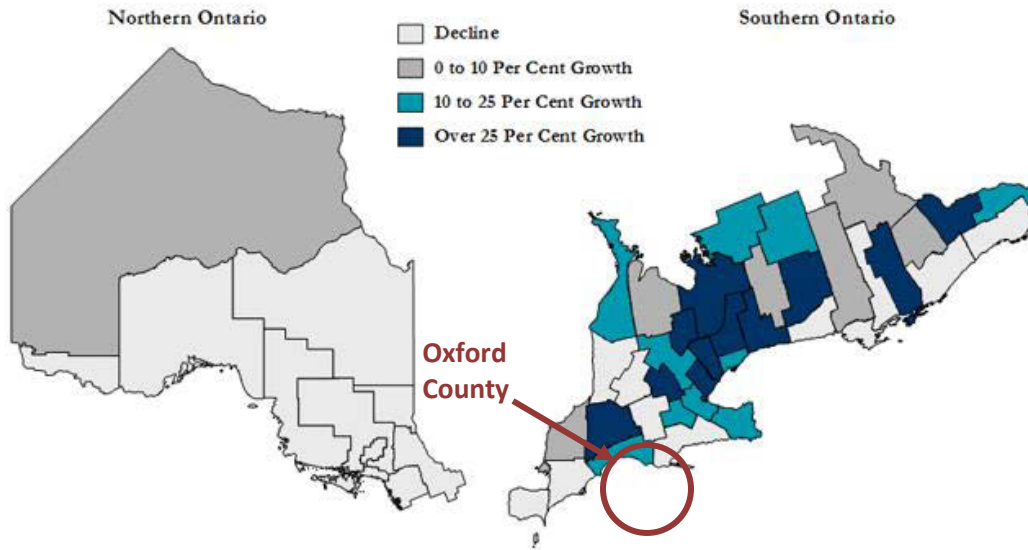 Northern Ontario
Southern Ontario
Decline
0 to 10 Per Cent Growth
10 to 25 Per Cent Growth
Over 25 Per Cent Growth
Oxford
County